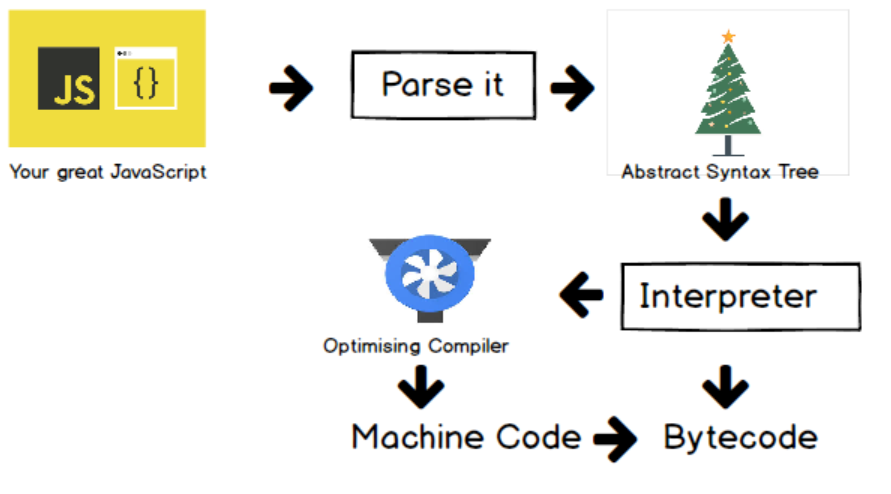 JS {}
Your great JavaScript
Parse it
Abstract Syntax Tree
Interpreter
Optimising Compiler
Machine Code
Bytecode